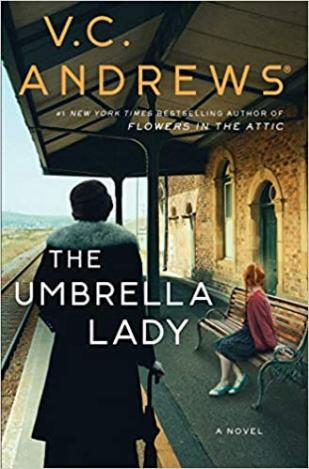 V.C.
ANDREWS®
#1 NEW YORK TIMES BESTSELLING AUTHOR OF
FLOWERS IN THE ATTIC
THE
UMBRELLA
LADY
A NOVEL